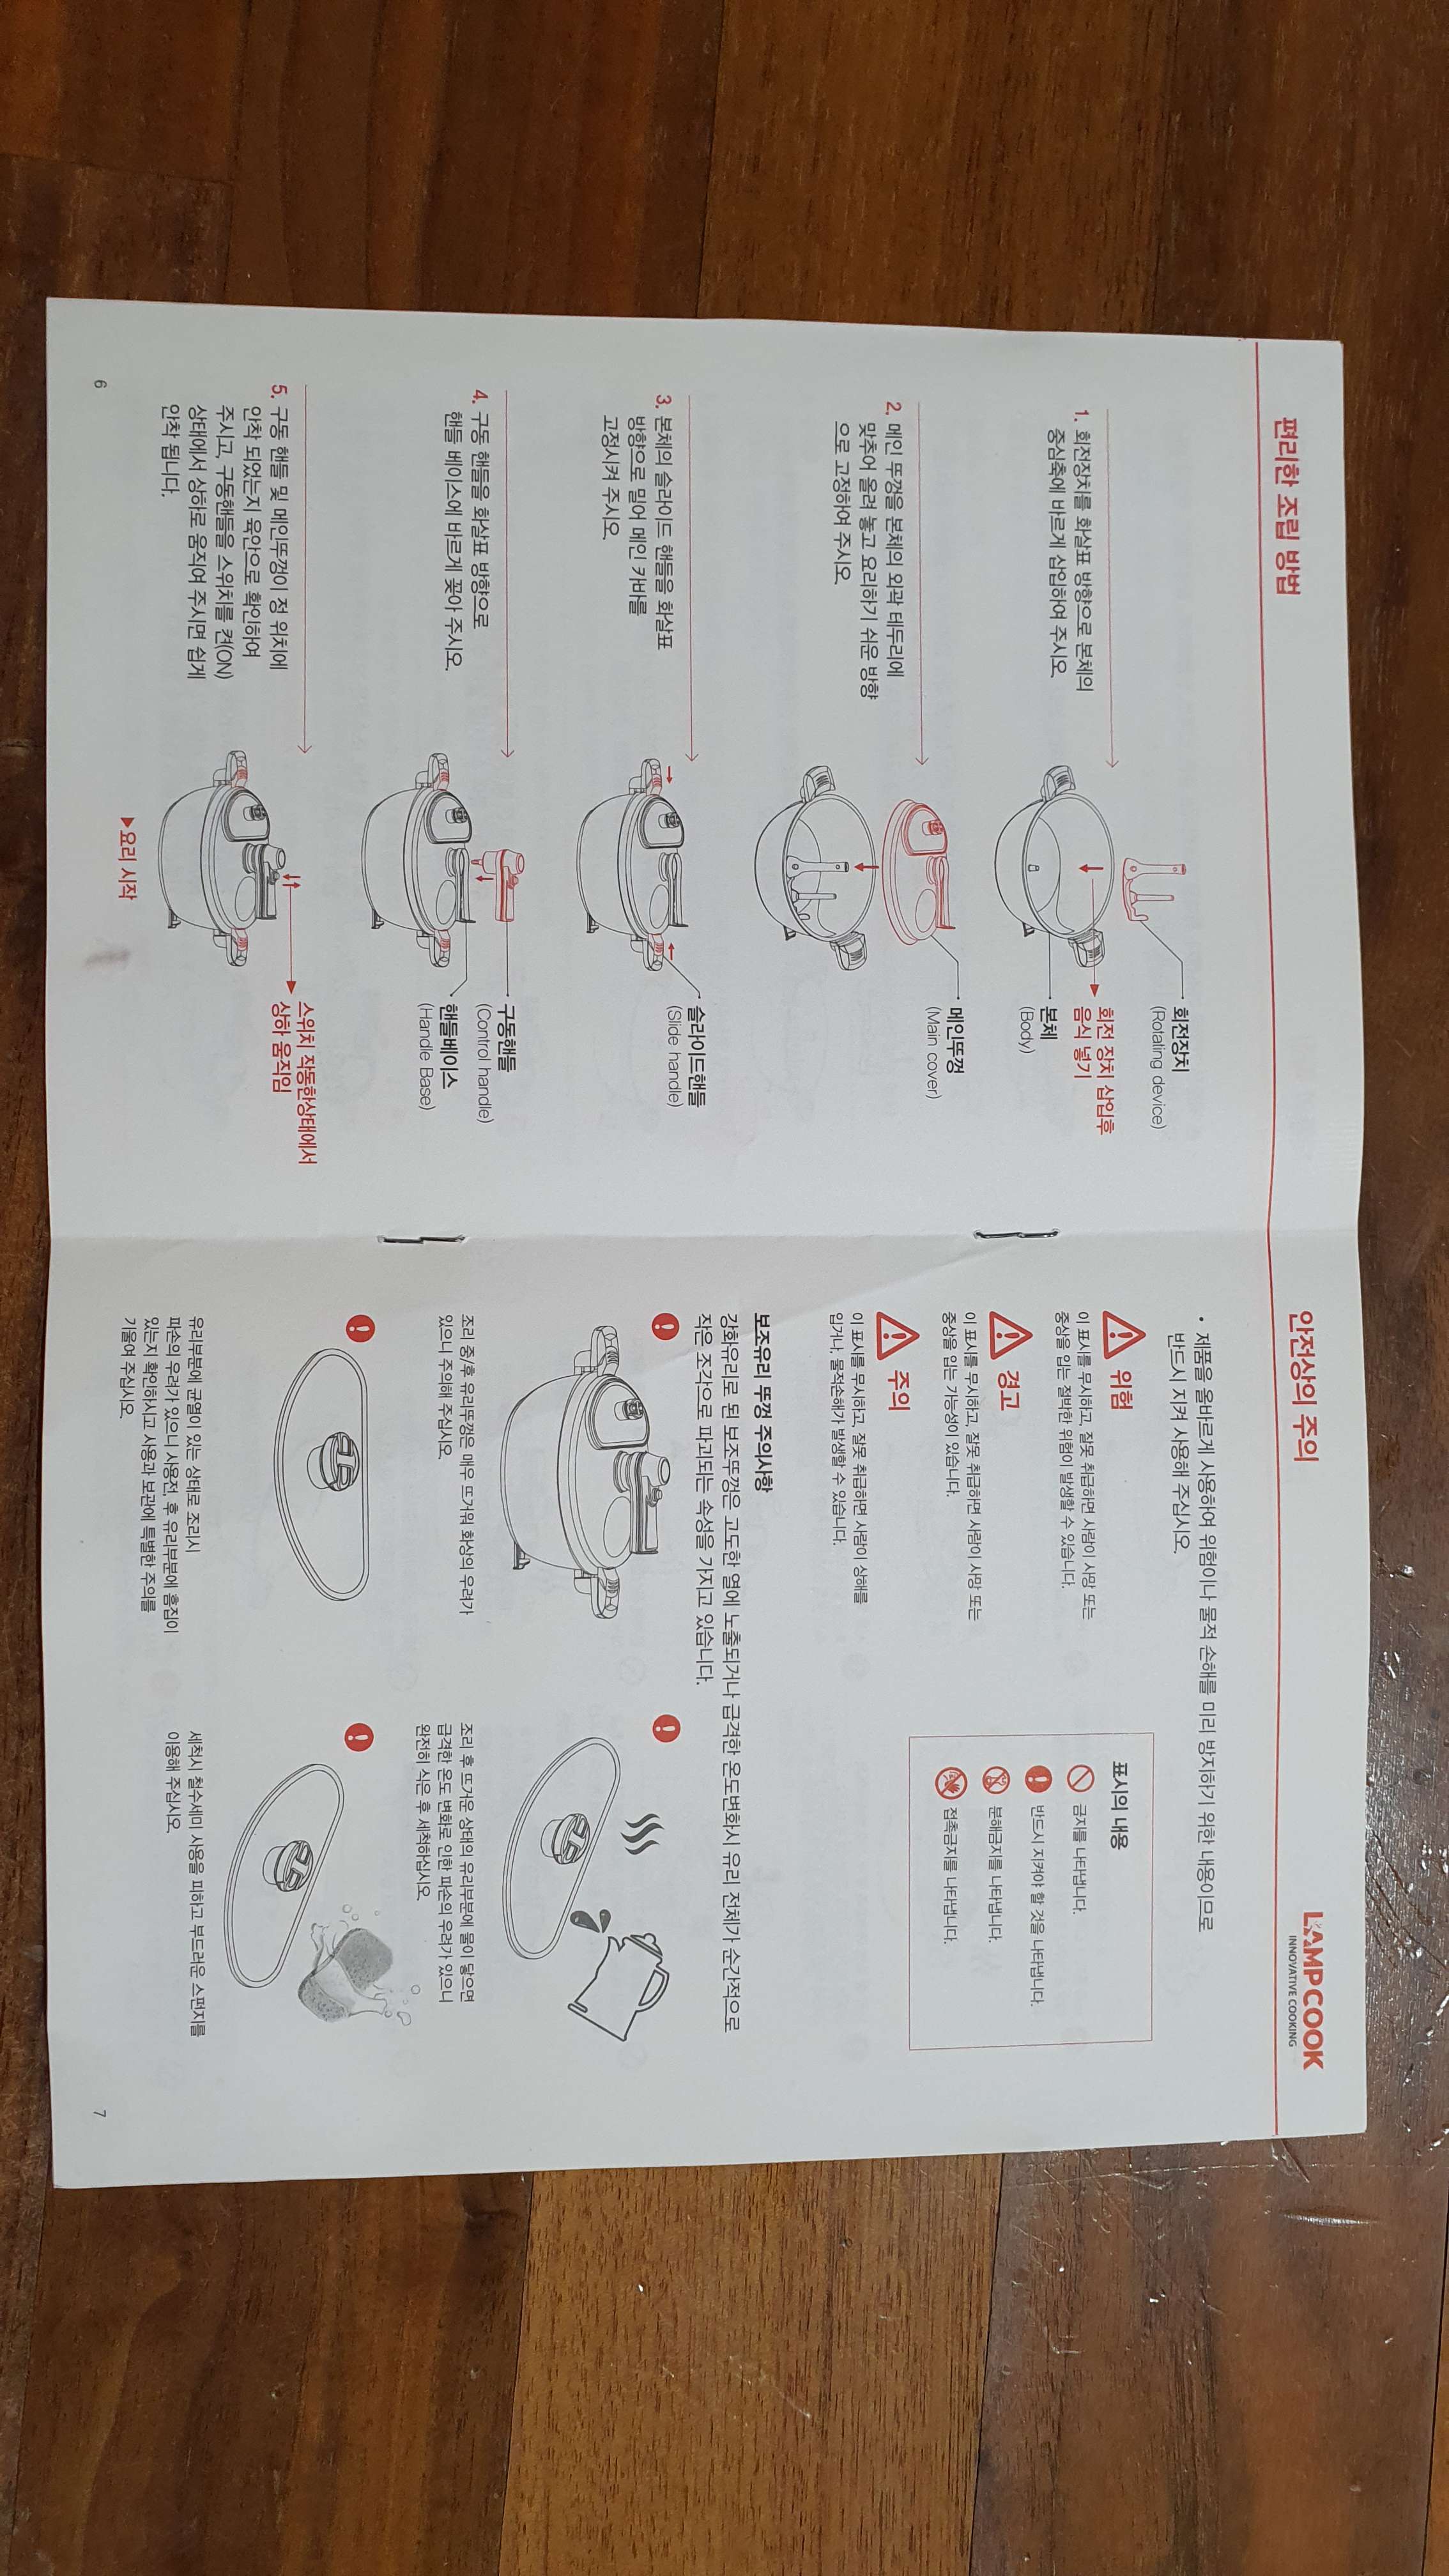 편리한 조립 방법
1. 회전장치를 화살표 방향으로 본체의
중심축에 바르게 삽입하여 주시오.
회전장치
(Rotating device)
회전 장치 삽입후
음식 넣기
본체
(Body)
2. 메인 뚜껑을 본체의 외곽 테두리에
맞추어 올려 놓고 요리하기 쉬운 방향
으로 고정하여 주시오.
메인뚜껑
(Main cover)
3. 본체의 슬라이드 핸들을 화살표
방향으로 밀어 메인 카바를
고정시켜 주시오.
슬라이드핸들
(Slide handle)
4. 구동 핸들을 화살표 방향으로
핸들 베이스에 바르게 꽂아 주시오.
구동핸들
(Control handle)
핸들베이스
(Handle Base)
5. 구동 핸들 및 메인뚜껑이 정 위치에
안착 되었는지 육안으로 확인하여
주시고, 구동핸들을 스위치를 켠(ON)
상태에서 상하로 움직여 주시면 쉽게
안착 됩니다.
스위치 작동한상태에서
상하 움직임
▶요리 시작
6
안전상의 주의
LAMPCOOK
INNOVATIVE COOKING
• 제품을 올바르게 사용하여 위험이나 물적 손해를 미리 방지하기 위한 내용이므로
반드시 지켜 사용해 주십시오.
위험
이 표시를 무시하고, 잘못 취급하면 사람이 사망 또는
중상을 입는 절박한 위험이 발생할 수 있습니다.
경고
이 표시를 무시하고, 잘못 취급하면 사람이 사망 또는
중상을 입는 가능성이 있습니다.
주의
이 표시를 무시하고, 잘못 취급하면 사람이 상해를
입거나, 물적손해가 발생할 수 있습니다.
표시의 내용
금지를 나타냅니다.
반드시 지켜야 할 것을 나타냅니다.
분해금지를 나타냅니다.
접촉금지를 나타냅니다.
보조유리 뚜껑 주의사항
강화유리로 된 보조뚜껑은 고도한 열에 노출되거나 급격한 온도변화시 유리 전체가 순간적으로
작은 조각으로 파괴되는 속성을 가지고 있습니다.
조리 중/후 유리뚜껑은 매우 뜨거워 화상의 우려가
있으니 주의해 주십시오.
조리 후 뜨거운 상태의 유리부분에 물이 닿으면
급격한 온도 변화로 인한 파손의 우려가 있으니
완전히 식은 후 세척하십시오.
유리부분에 균열이 있는 상태로 조리시
파손의 우려가 있으니 사용전, 후 유리부분에 흠집이
있는지 확인하시고 사용과 보관에 특별한 주의를
기울여 주십시오.
세척시 철수세미 사용을 피하고 부드러운 스펀지를
이용해 주십시오.
7